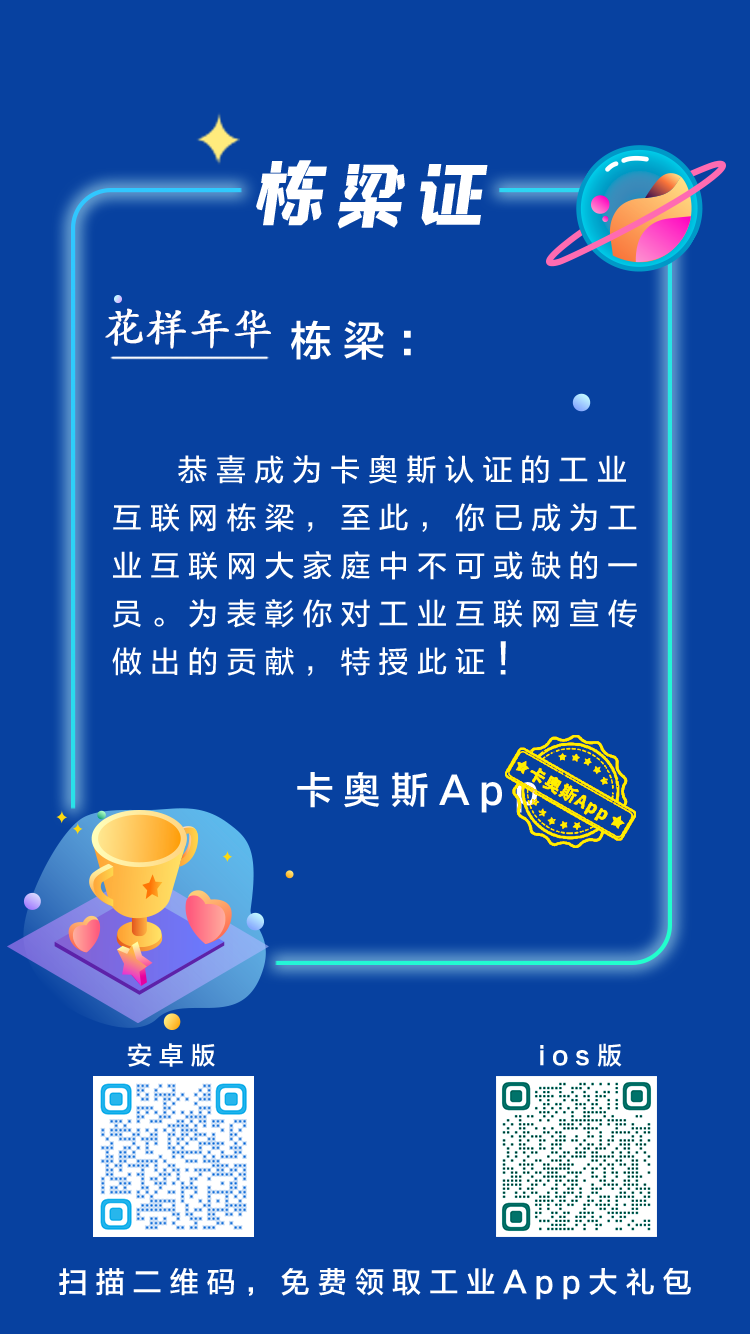 栋梁证
花样年华 栋梁：
恭喜成为卡奥斯认证的工业
互联网栋梁，至此，你已成为工
业互联网大家庭中不可或缺的一
员。为表彰你对工业互联网宣传
做出的贡献，特授此证！
卡奥斯App
卡奥斯App
安卓版
ios版
扫描二维码，免费领取工业App大礼包